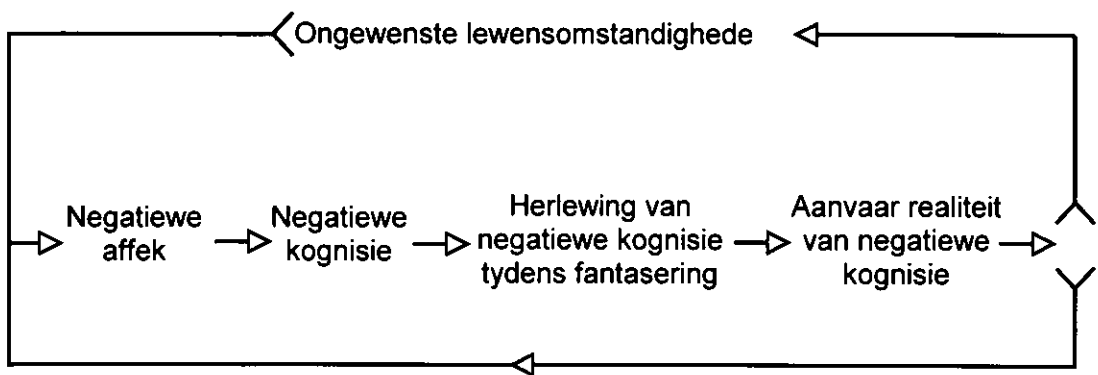 Ongewenste lewensomstandighede
Negatiewe
affek
Negatiewe
kognisie
Herlewing van
negatiewe kognisie
tydens fantasering
Aanvaar realiteit
van negatiewe
kognisie